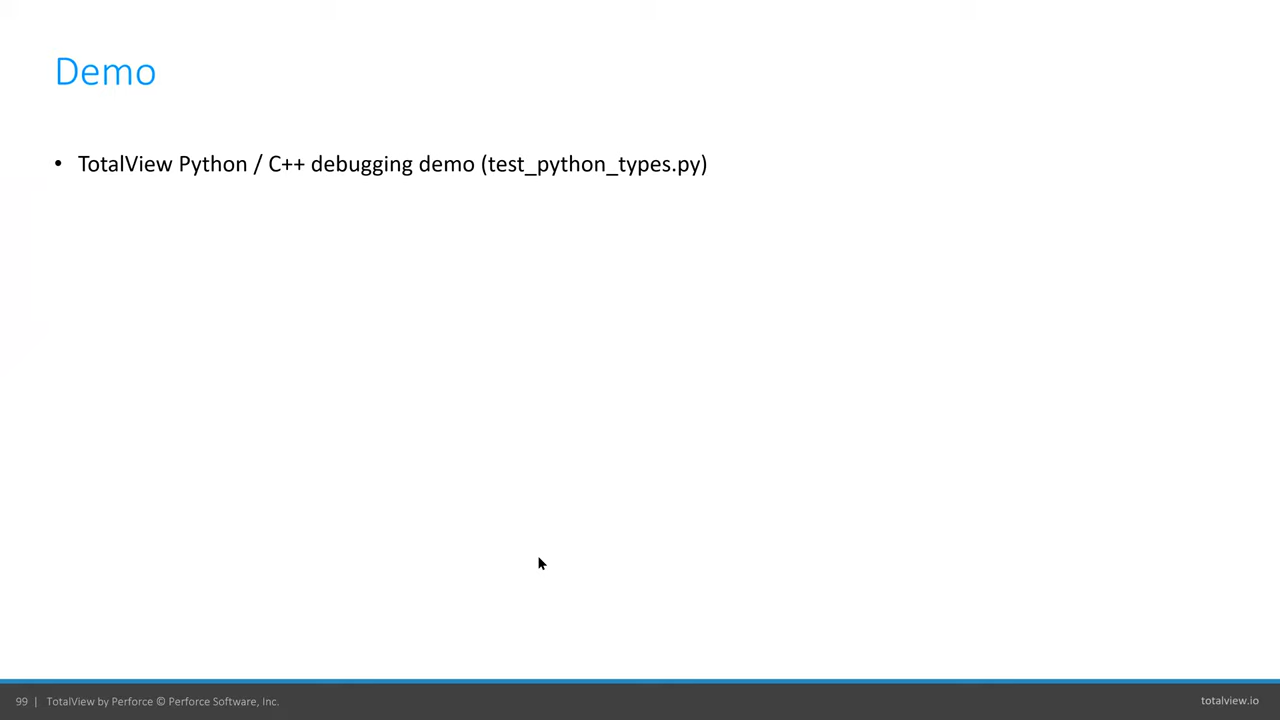 Demo
• TotalView Python / C++ debugging demo (test_python_types.py)
99 | TotalView by Perforce © Perforce Software, Inc.
totalview.io